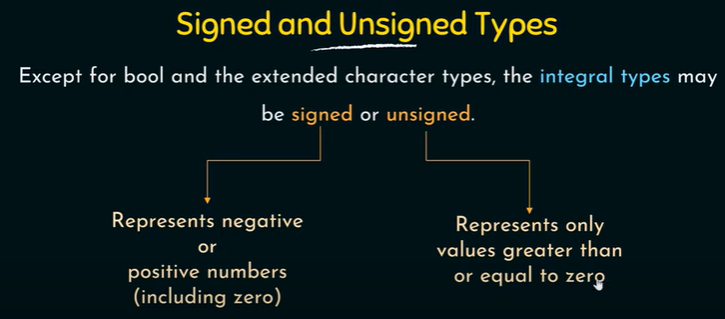 Signed and Unsigned Types
Except for bool and the extended character types, the integral types may
be signed or unsigned.
Represents negative
or
positive numbers
(including zero)
Represents only
values greater than
or equal to zero